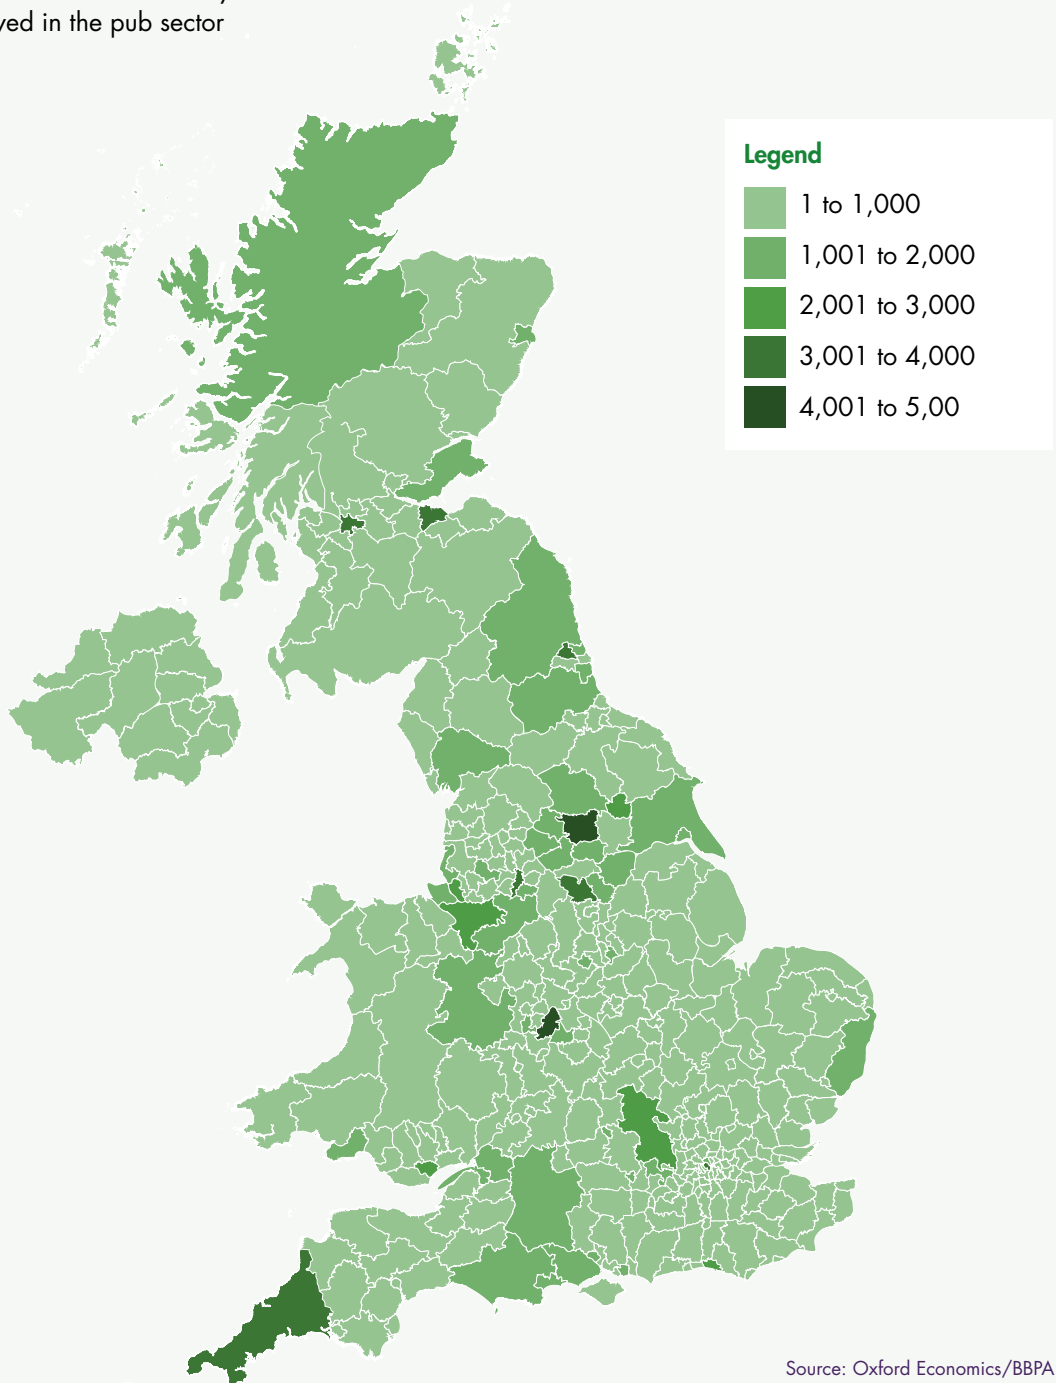 in the pub sector
Legend
1 to 1,000
1,001 to 2,000
2,001 to 3,000
3,001 to 4,000
4,001 to 5,00
Source: Oxford Economics/BBPA